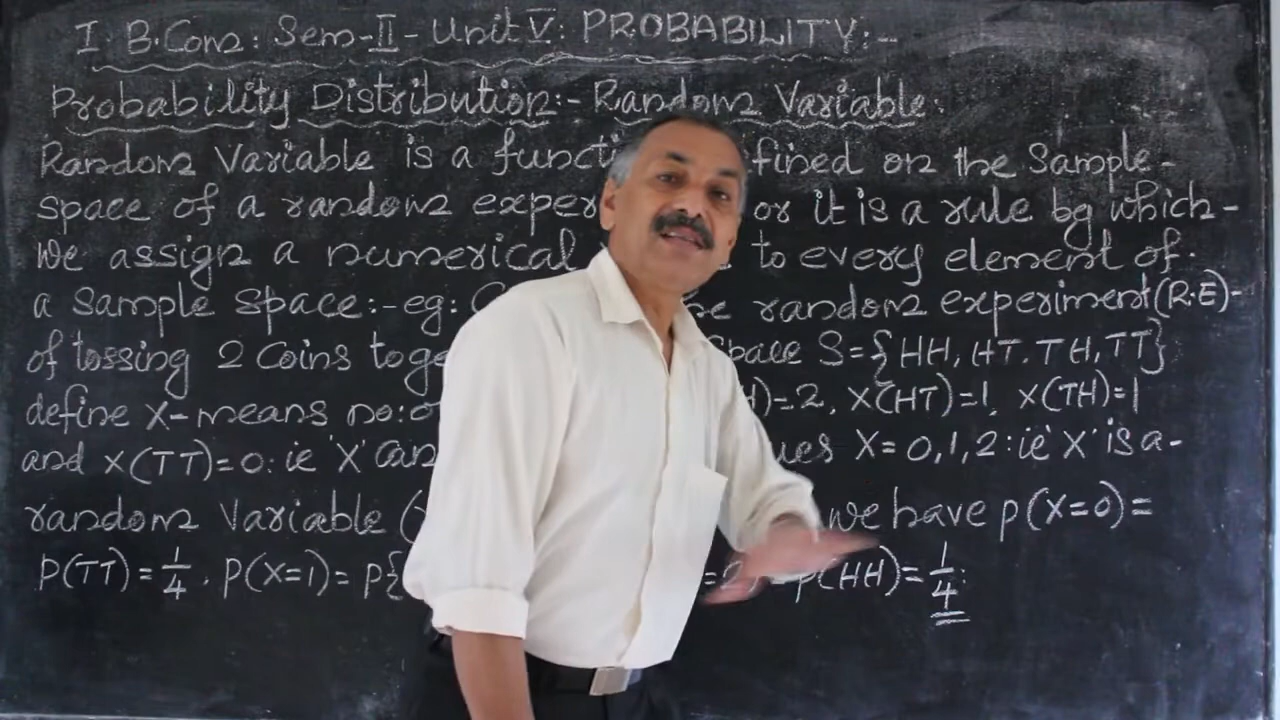 I B.Com: Sem-II- Unit V: PROBABILITY:-
Probability Distribution:- Random Variable:
Random Variable is a functi fined on the Sample-
space of a random exper or it is a rule by which-
We assign a numerical to every element of.
a Sample Space:-eg: random experiment (R.E)-
of tossing 2 Coins toge Space S={HH, HT, TH, TT}
define X-means no: )=2, X(HT)=1, X(TH)=1
and X(TT)=0: ie 'X' can ues X=0,1,2: ie 'X' is a-
random Variable ( we have p(X=0)=
P(TT)=1/4, P(X=1)=P{ =2) P(HH)=1/4: